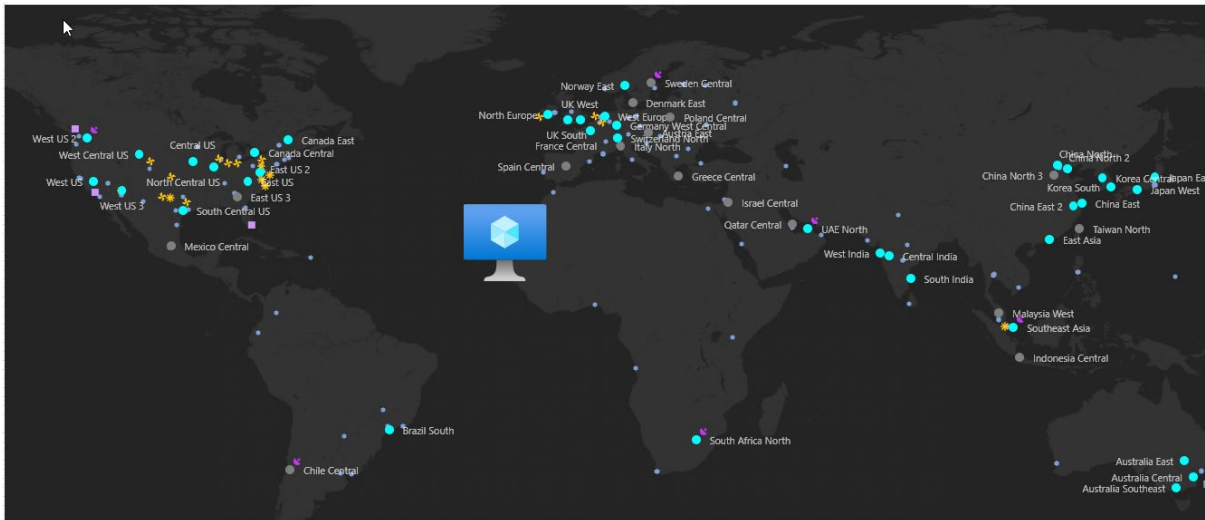 Norway East
Sweden Central
UK West
Denmark East
North Europe
West Europ
Poland Central
Germany West Central
Austria East
UK South
Switzerland North
France Central
Italy North
Spain Central
Greece Central
Israel Central
Qatar Central
UAE North
West US 2
Canada East
Central US
West Central US
Canada Central
East US 2
West US
North Central US
East US
West US 3
East US 3
South Central US
Mexico Central
China North
China North 2
China North 3
Korea Central
Japan Ea
Korea South
Japan West
China East 2
China East
Taiwan North
East Asia
West India
Central India
South India
Malaysia West
Southeast Asia
Indonesia Central
Brazil South
South Africa North
Chile Central
Australia East
Australia Central
Australia Southeast